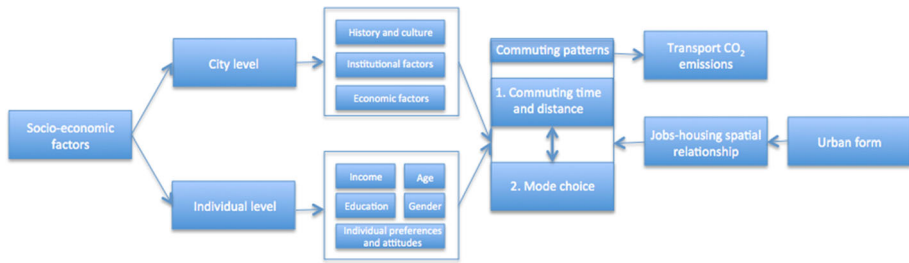 Socio-economic
factors
City level
Individual level
History and culture
Institutional factors
Economic factors
Income
Age
Education
Gender
Individual preferences
and attitudes
Commuting patterns
1. Commuting time
and distance
2. Mode choice
Transport CO₂
emissions
Jobs-housing spatial
relationship
Urban form